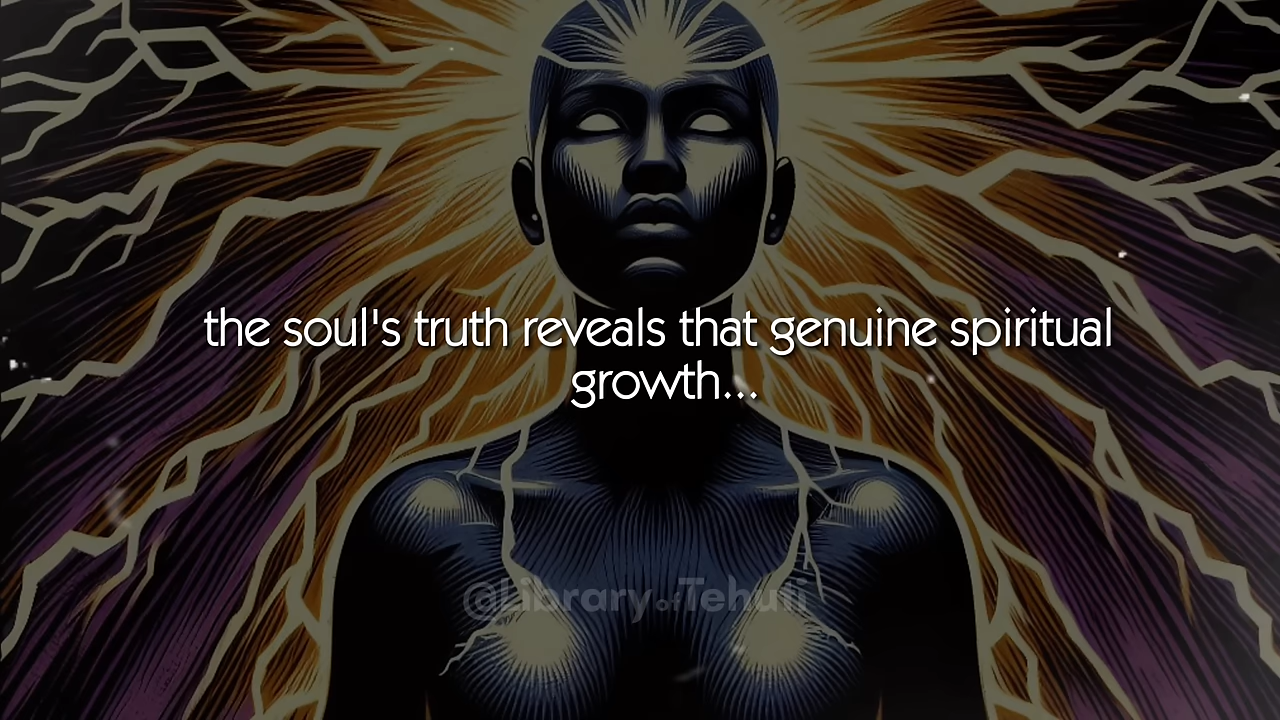 the soul's truth reveals that genuine spiritual
growth...
@LibraryofTehuti